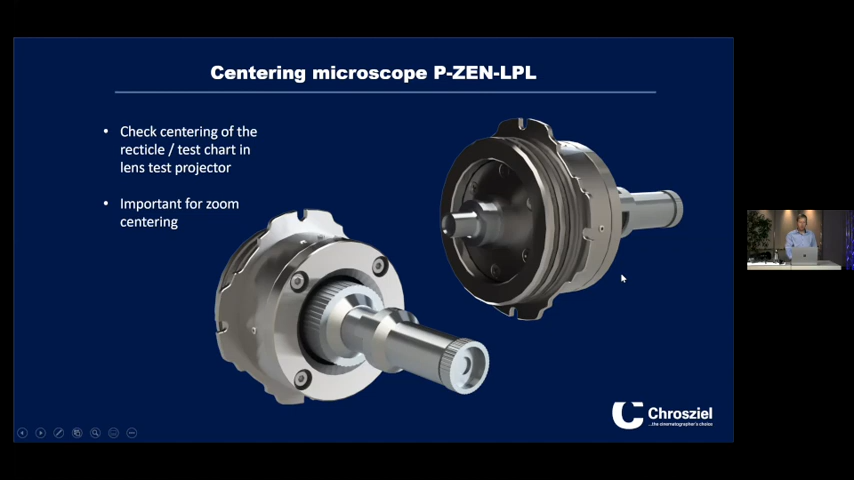 Centering microscope P-ZEN-LPL
• Check centering of the
recticle / test chart in
lens test projector
• Important for zoom
centering
Chrosziel
...the cinematographer's choice